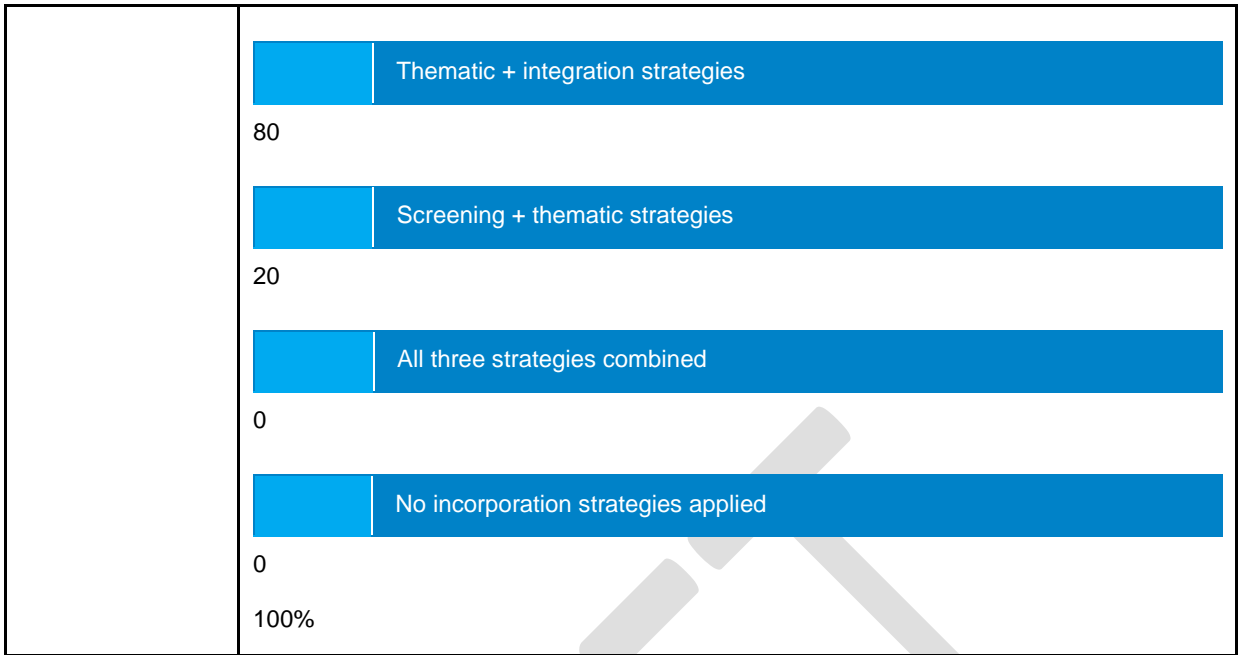 Thematic + integration strategies
80
Screening + thematic strategies
20
All three strategies combined
0
No incorporation strategies applied
0
100%